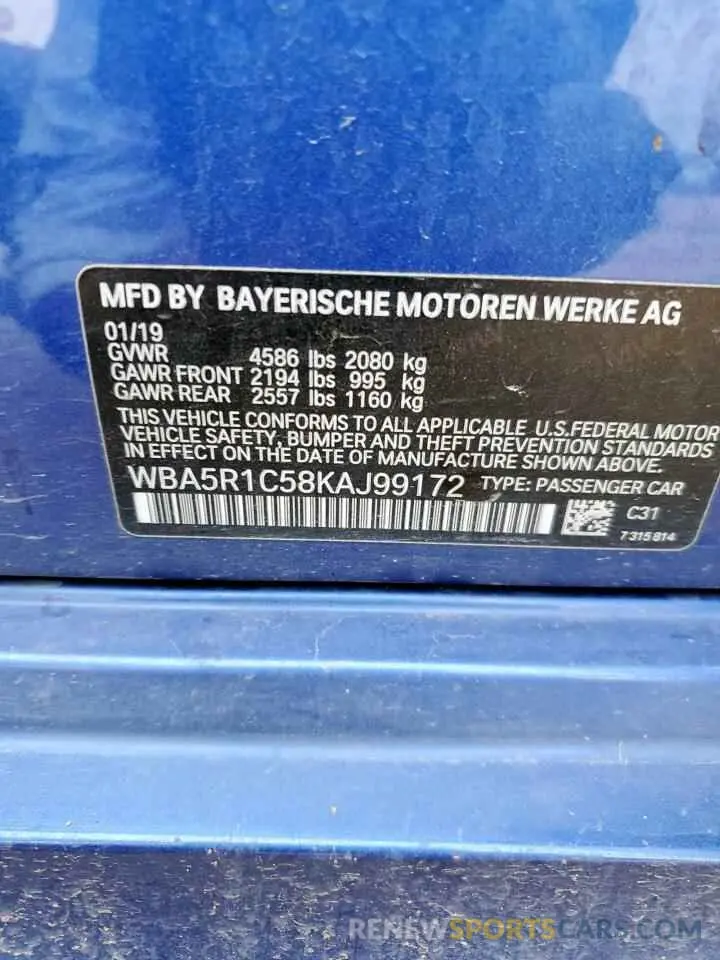 MFD BY BAYERISCHE MOTOREN WERKE AG
01/19
GVWR 4586 lbs 2080 kg
GAWR FRONT 2194 lbs 995 kg
GAWR REAR 2557 lbs 1160 kg
THIS VEHICLE CONFORMS TO ALL APPLICABLE U.S.FEDERAL MOTOR
VEHICLE SAFETY, BUMPER AND THEFT PREVENTION STANDARDS
IN EFFECT ON THE DATE OF MANUFACTURE SHOWN ABOVE.
WBA5R1C58KAJ99172 TYPE: PASSENGER CAR
C31
7315814
RENEWSPORTSCARS.COM